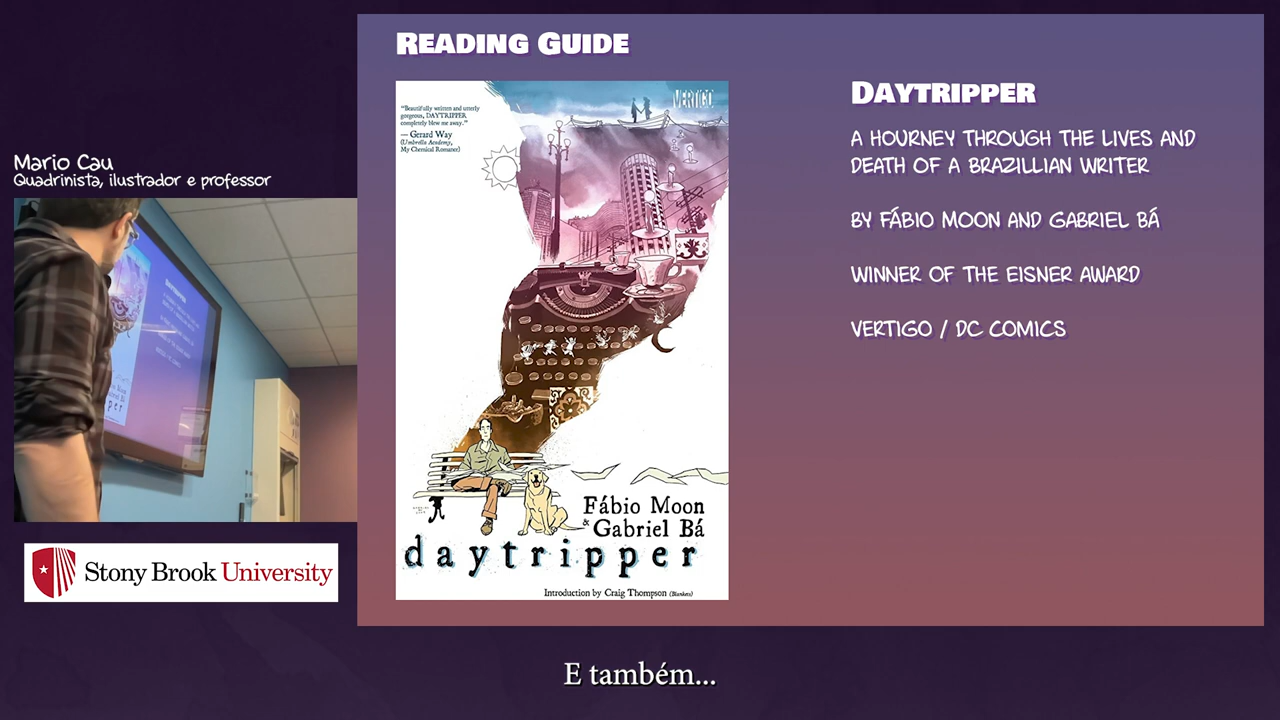 READING GUIDE
"Beautifully written and utterly
gorgeous, DAYTRIPPER
completely blew me away."
— Gerard Way
(Umbrella Academy,
My Chemical Romance)
VERTIGO
Fábio Moon
& Gabriel Bá
daytripper
Introduction by Craig Thompson (Blankets)
DAYTRIPPER
A HOURNEY THROUGH THE LIVES AND
DEATH OF A BRAZILLIAN WRITER
BY FÁBIO MOON AND GABRIEL BÁ
WINNER OF THE EISNER AWARD
VERTIGO / DC COMICS
Mario Cau
Quadrinista, ilustrador e professor
Stony Brook University
E também...